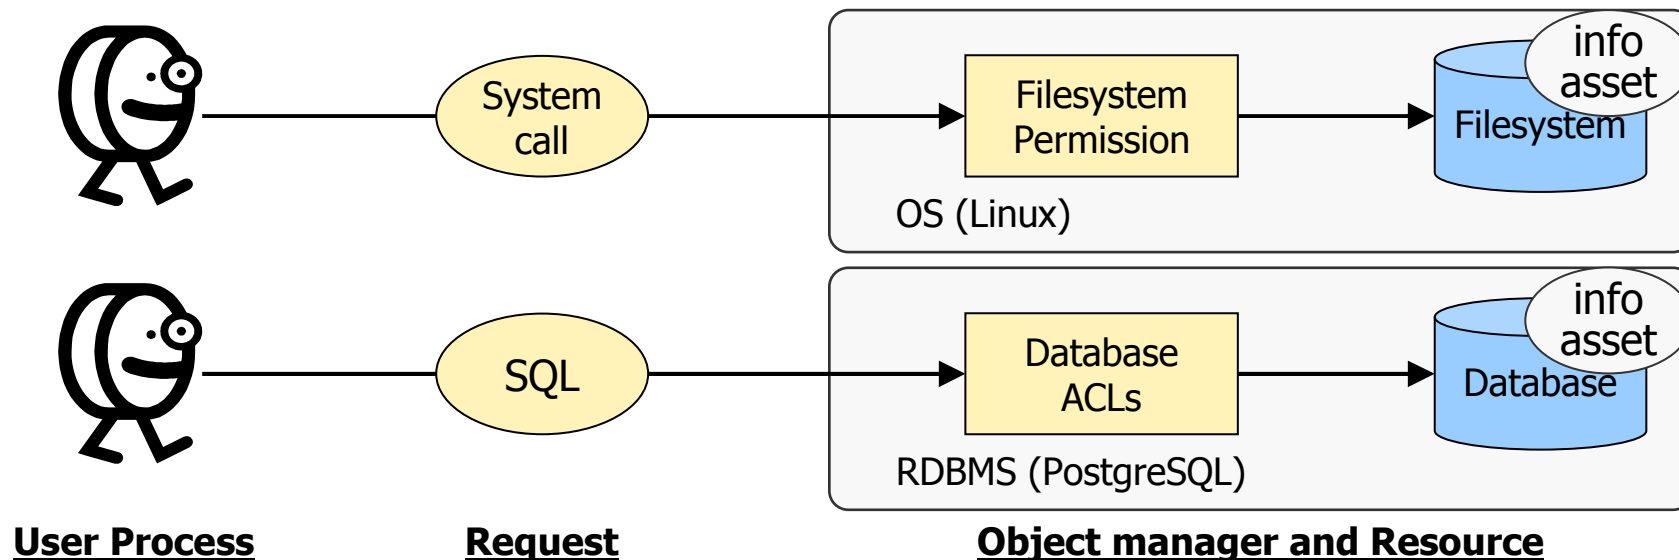 System
call
Filesystem
Permission
info
asset
Filesystem
OS (Linux)
SQL
Database
ACLs
info
asset
Database
RDBMS (PostgreSQL)
User Process
Request
Object manager and Resource